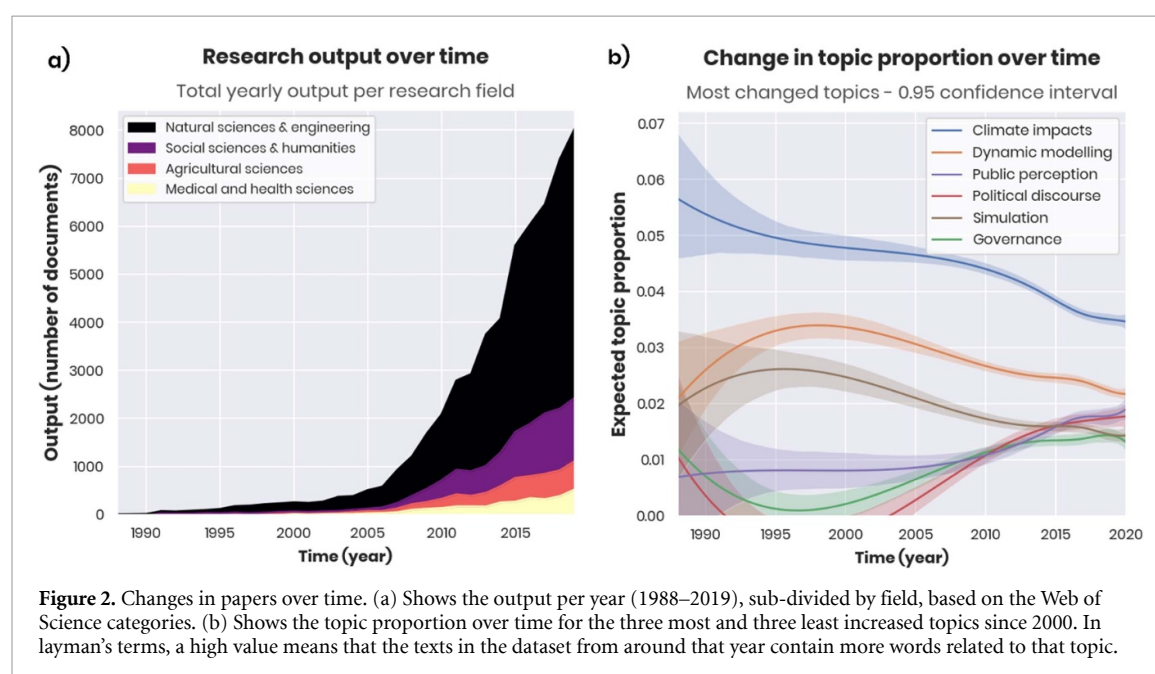 a)
Research output over time
Total yearly output per research field
Natural sciences & engineering
Social sciences & humanities
Agricultural sciences
Medical and health sciences
Output (number of documents)
8000
7000
6000
5000
4000
3000
2000
1000
0
1990
1995
2000
2005
2010
2015
Time (year)
b)
Change in topic proportion over time
Most changed topics - 0.95 confidence interval
Climate impacts
Dynamic modelling
Public perception
Political discourse
Simulation
Governance
Expected topic proportion
0.07
0.06
0.05
0.04
0.03
0.02
0.01
0.00
1990
1995
2000
2005
2010
2015
2020
Time (year)
Figure 2. Changes in papers over time. (a) Shows the output per year (1988–2019), sub-divided by field, based on the Web of
Science categories. (b) Shows the topic proportion over time for the three most and three least increased topics since 2000. In
layman's terms, a high value means that the texts in the dataset from around that year contain more words related to that topic.